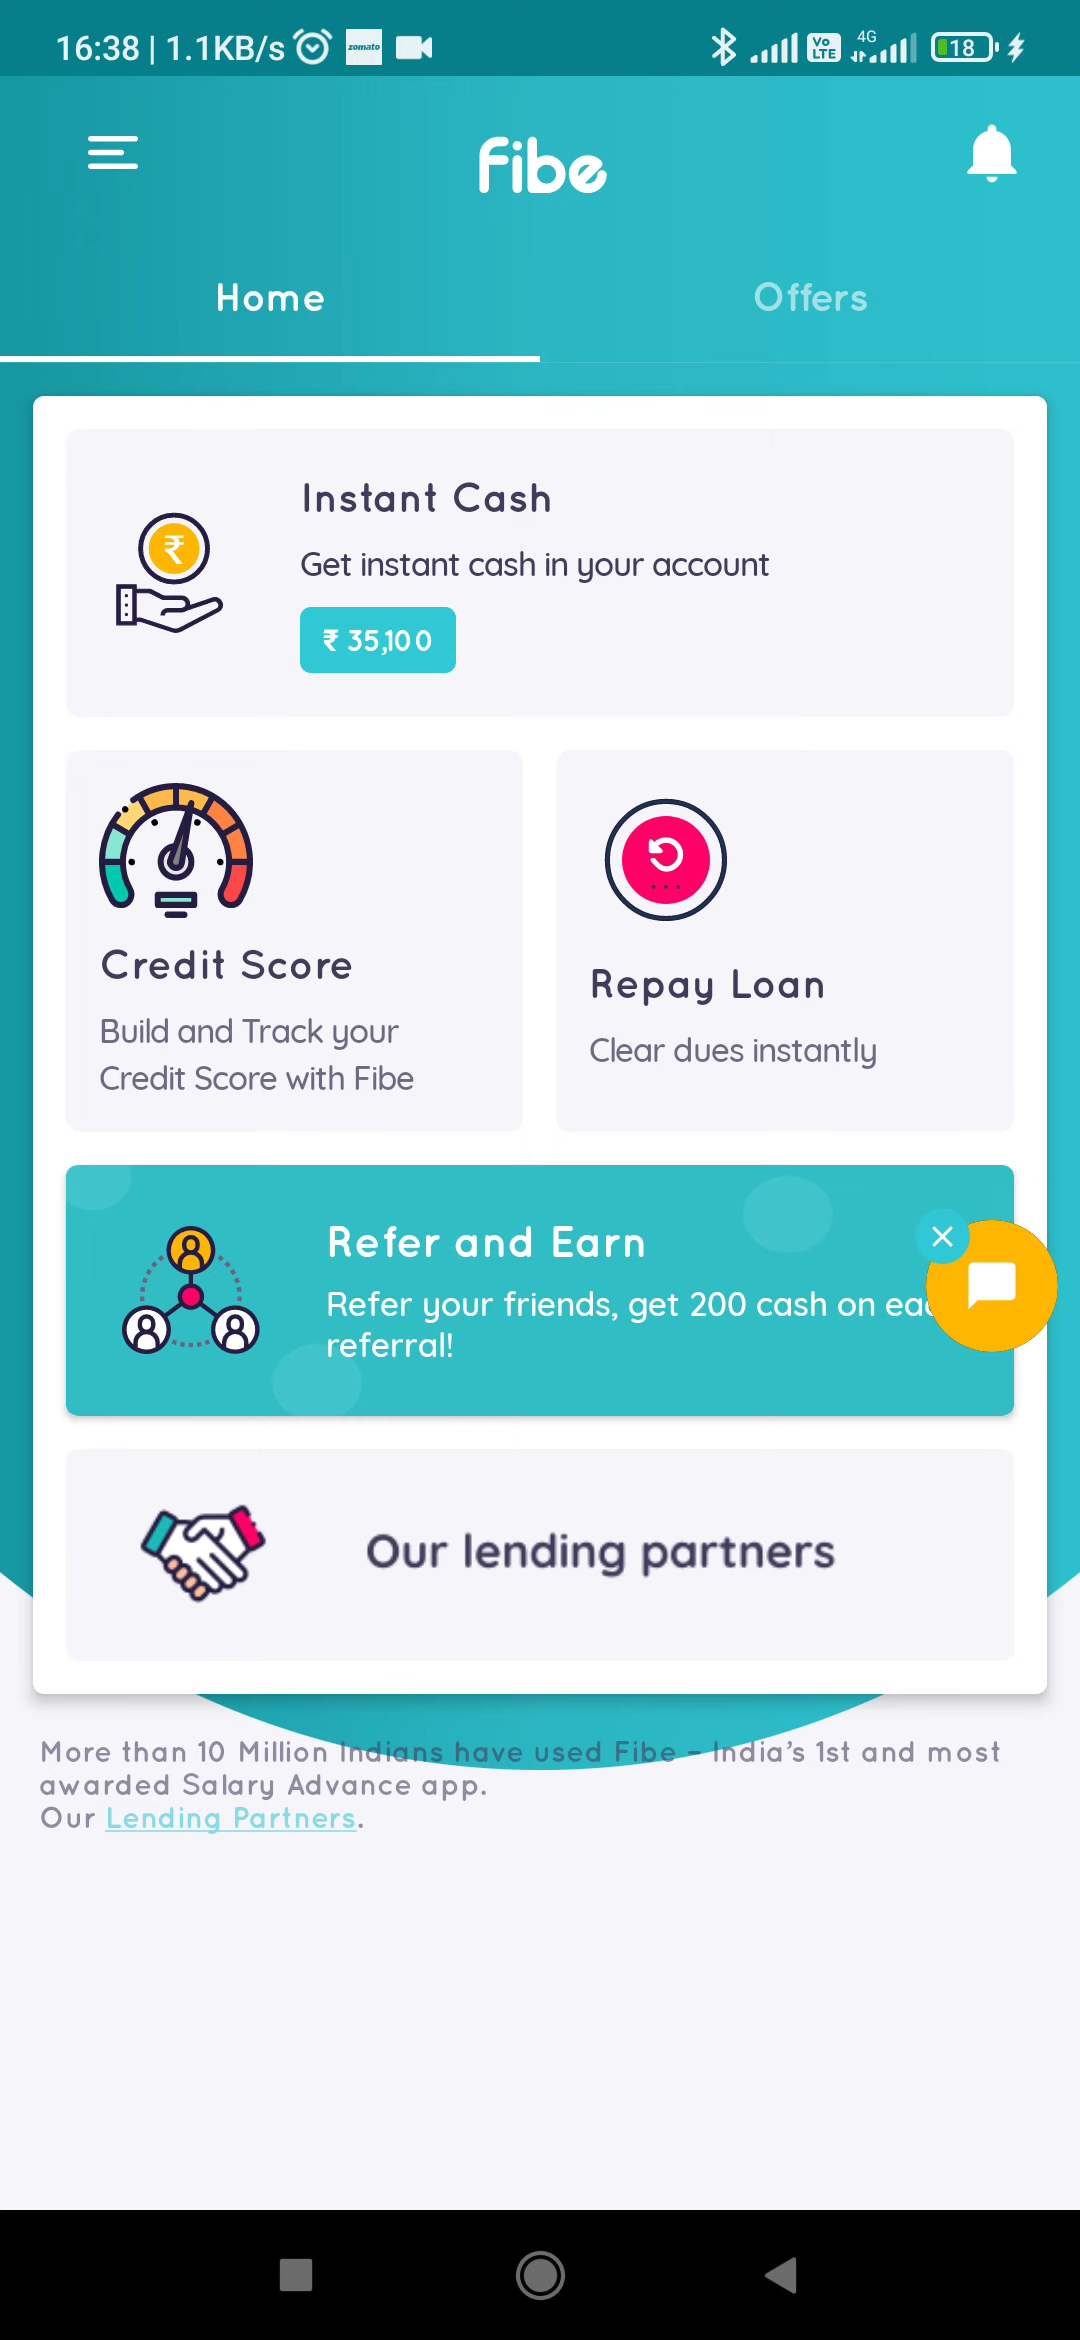 16:38 | 1.1KB/s zomato Vo LTE 4G 18
Fibe
Home Offers
Instant Cash
Get instant cash in your account
₹ 35,100
Credit Score
Build and Track your
Credit Score with Fibe
Repay Loan
Clear dues instantly
Refer and Earn
Refer your friends, get 200 cash on
referral!
Our lending partners
More than 10 Million Indians have used Fibe – India's 1st and most
awarded Salary Advance app.
Our Lending Partners.